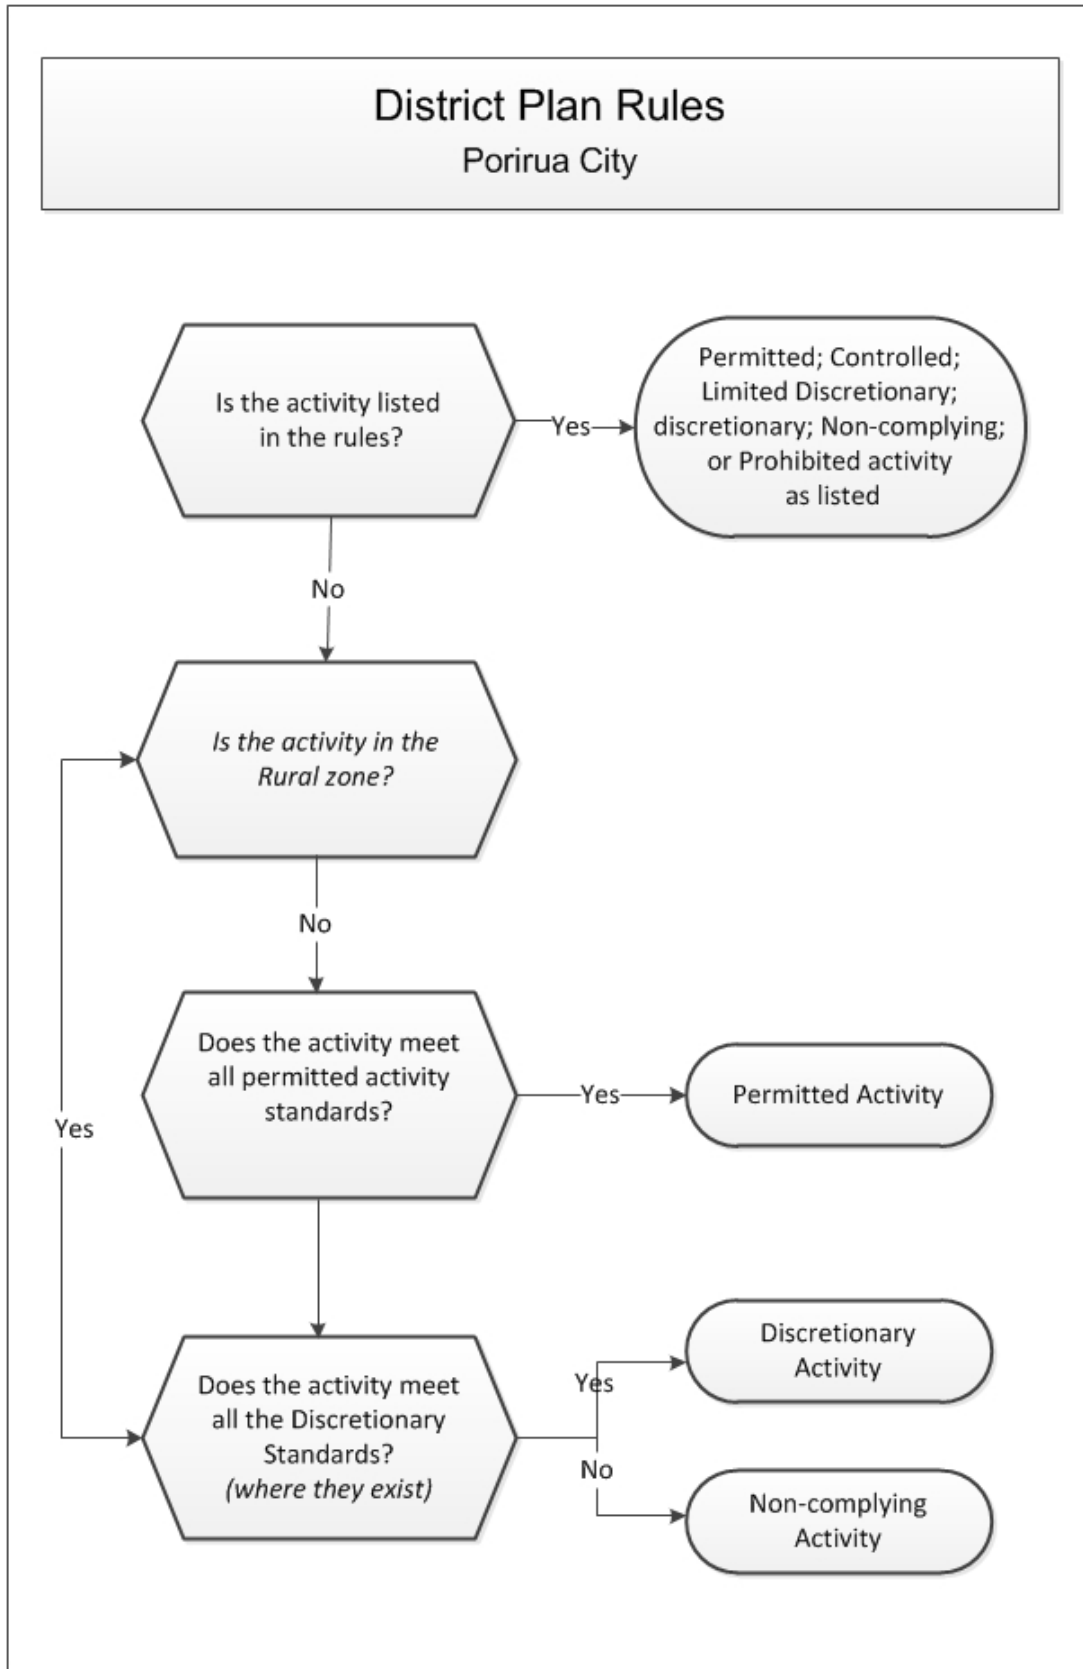 District Plan Rules
Porirua City
Is the activity listed
in the rules?
Yes
Permitted; Controlled;
Limited Discretionary;
discretionary; Non-complying;
or Prohibited activity
as listed
No
Is the activity in the
Rural zone?
No
Does the activity meet
all permitted activity
standards?
Yes
Permitted Activity
Yes
Does the activity meet
all the Discretionary
Standards?
(where they exist)
Yes
Discretionary
Activity
No
Non-complying
Activity